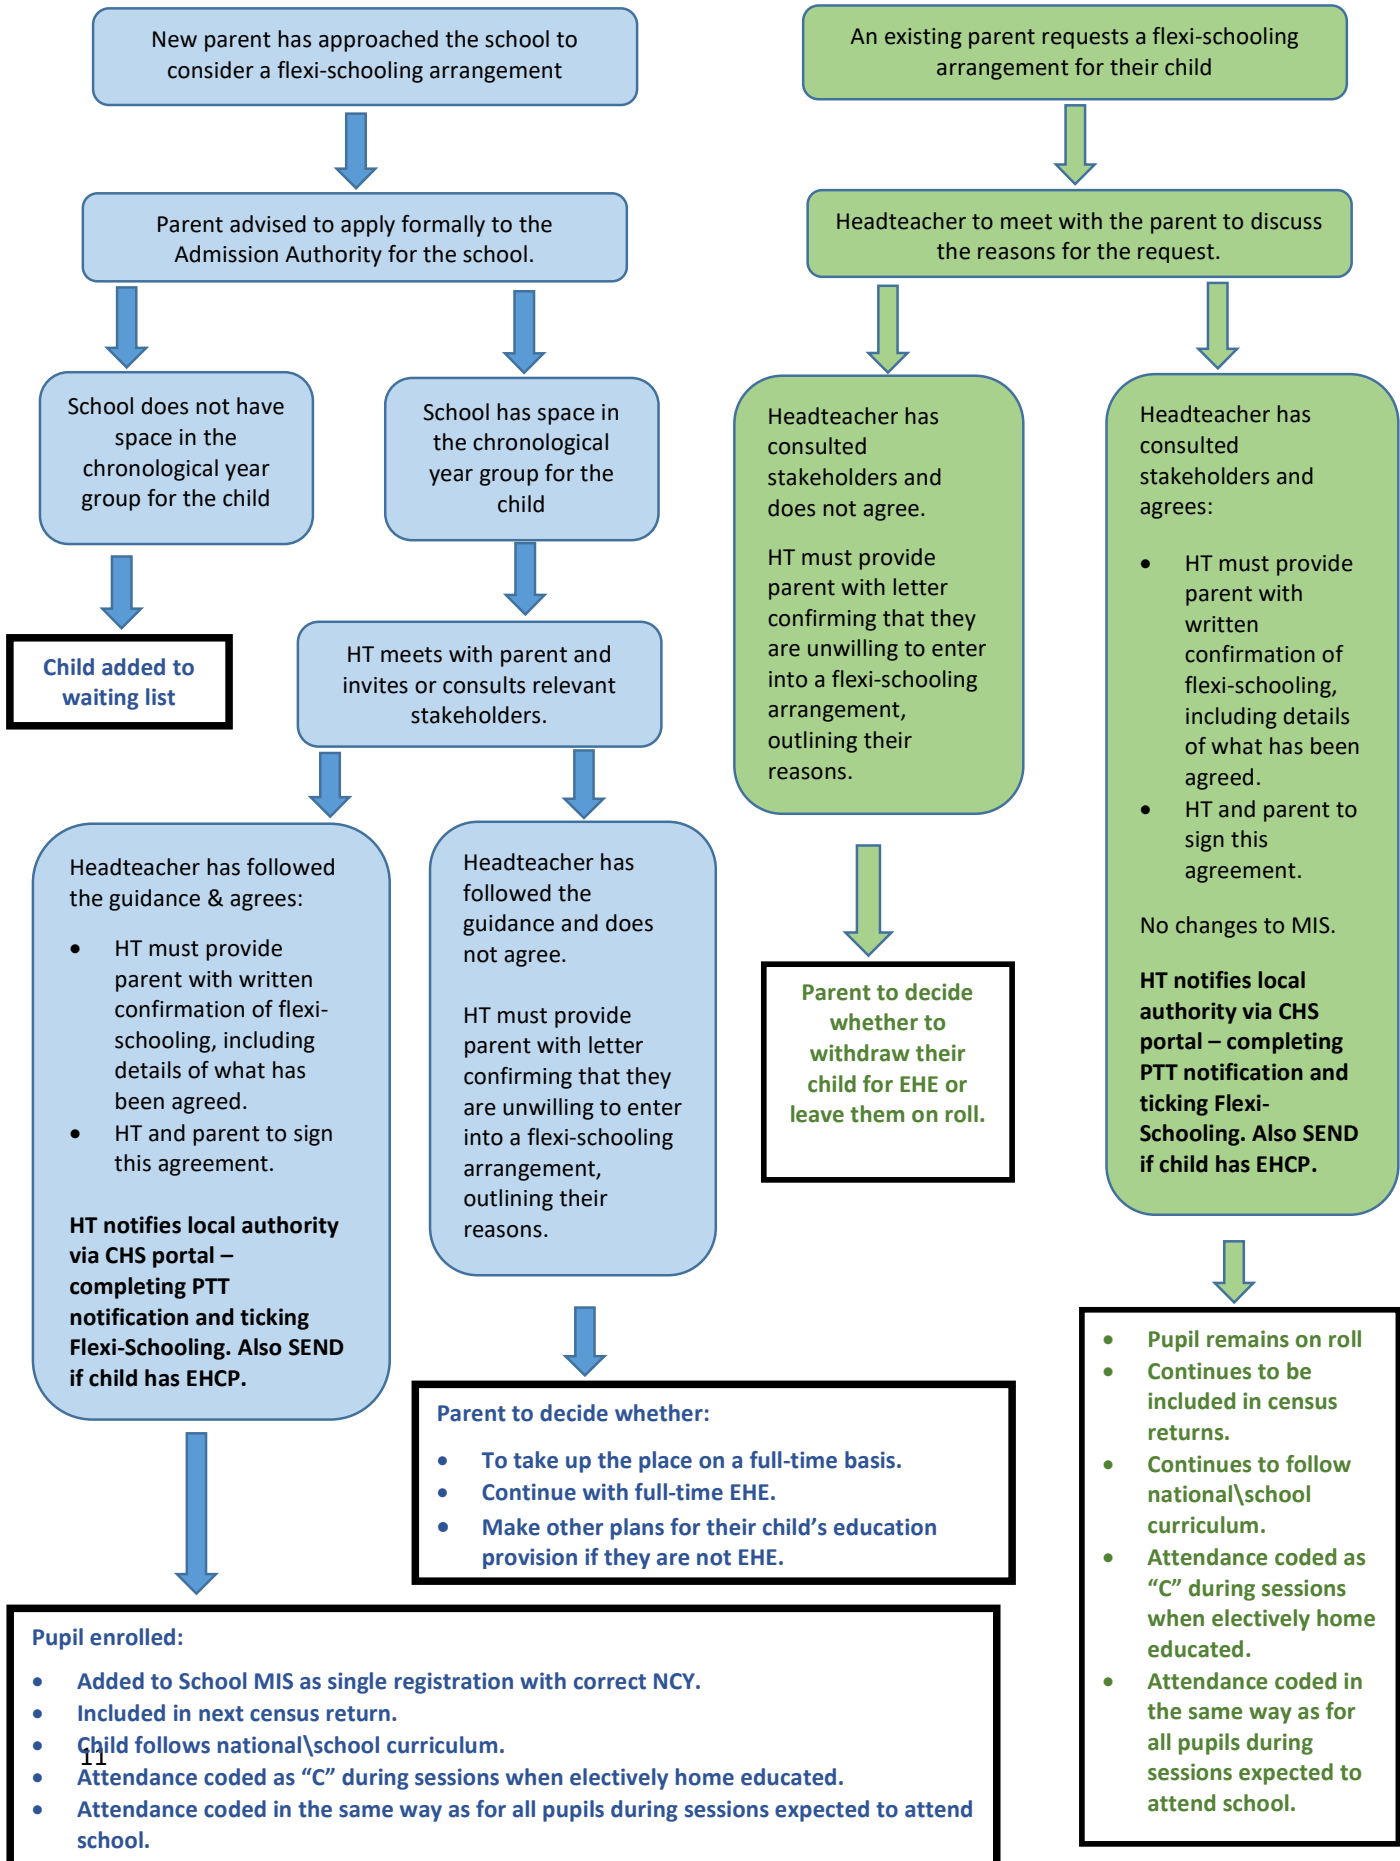 New parent has approached the school to
consider a flexi-schooling arrangement
Parent advised to apply formally to the
Admission Authority for the school.
School does not have
space in the
chronological year
group for the child
School has space in
the chronological
year group for the
child
Child added to
waiting list
HT meets with parent and
invites or consults relevant
stakeholders.
Headteacher has followed
the guidance & agrees:
• HT must provide
parent with written
confirmation of flexi-
schooling, including
details of what has
been agreed.
• HT and parent to sign
this agreement.
HT notifies local authority
via CHS portal –
completing PTT
notification and ticking
Flexi-Schooling. Also SEND
if child has EHCP.
Headteacher has
followed the
guidance and does
not agree.
HT must provide
parent with letter
confirming that they
are unwilling to enter
into a flexi-schooling
arrangement,
outlining their
reasons.
Parent to decide whether:
• To take up the place on a full-time basis.
• Continue with full-time EHE.
• Make other plans for their child's education
provision if they are not EHE.
Pupil enrolled:
• Added to School MIS as single registration with correct NCY.
• Included in next census return.
• Child follows national\school curriculum.
• Attendance coded as "C" during sessions when electively home educated.
• Attendance coded in the same way as for all pupils during sessions expected to attend
school.
11
An existing parent requests a flexi-schooling
arrangement for their child
Headteacher to meet with the parent to discuss
the reasons for the request.
Headteacher has
consulted
stakeholders and
does not agree.
HT must provide
parent with letter
confirming that they
are unwilling to enter
into a flexi-schooling
arrangement,
outlining their
reasons.
Parent to decide
whether to
withdraw their
child for EHE or
leave them on roll.
Headteacher has
consulted
stakeholders and
agrees:
• HT must provide
parent with
written
confirmation of
flexi-schooling,
including details
of what has been
agreed.
• HT and parent to
sign this
agreement.
No changes to MIS.
HT notifies local
authority via CHS
portal – completing
PTT notification and
ticking Flexi-
Schooling. Also SEND
if child has EHCP.
• Pupil remains on roll
• Continues to be
included in census
returns.
• Continues to follow
national\school
curriculum.
• Attendance coded as
"C" during sessions
when electively home
educated.
• Attendance coded in
the same way as for
all pupils during
sessions expected to
attend school.